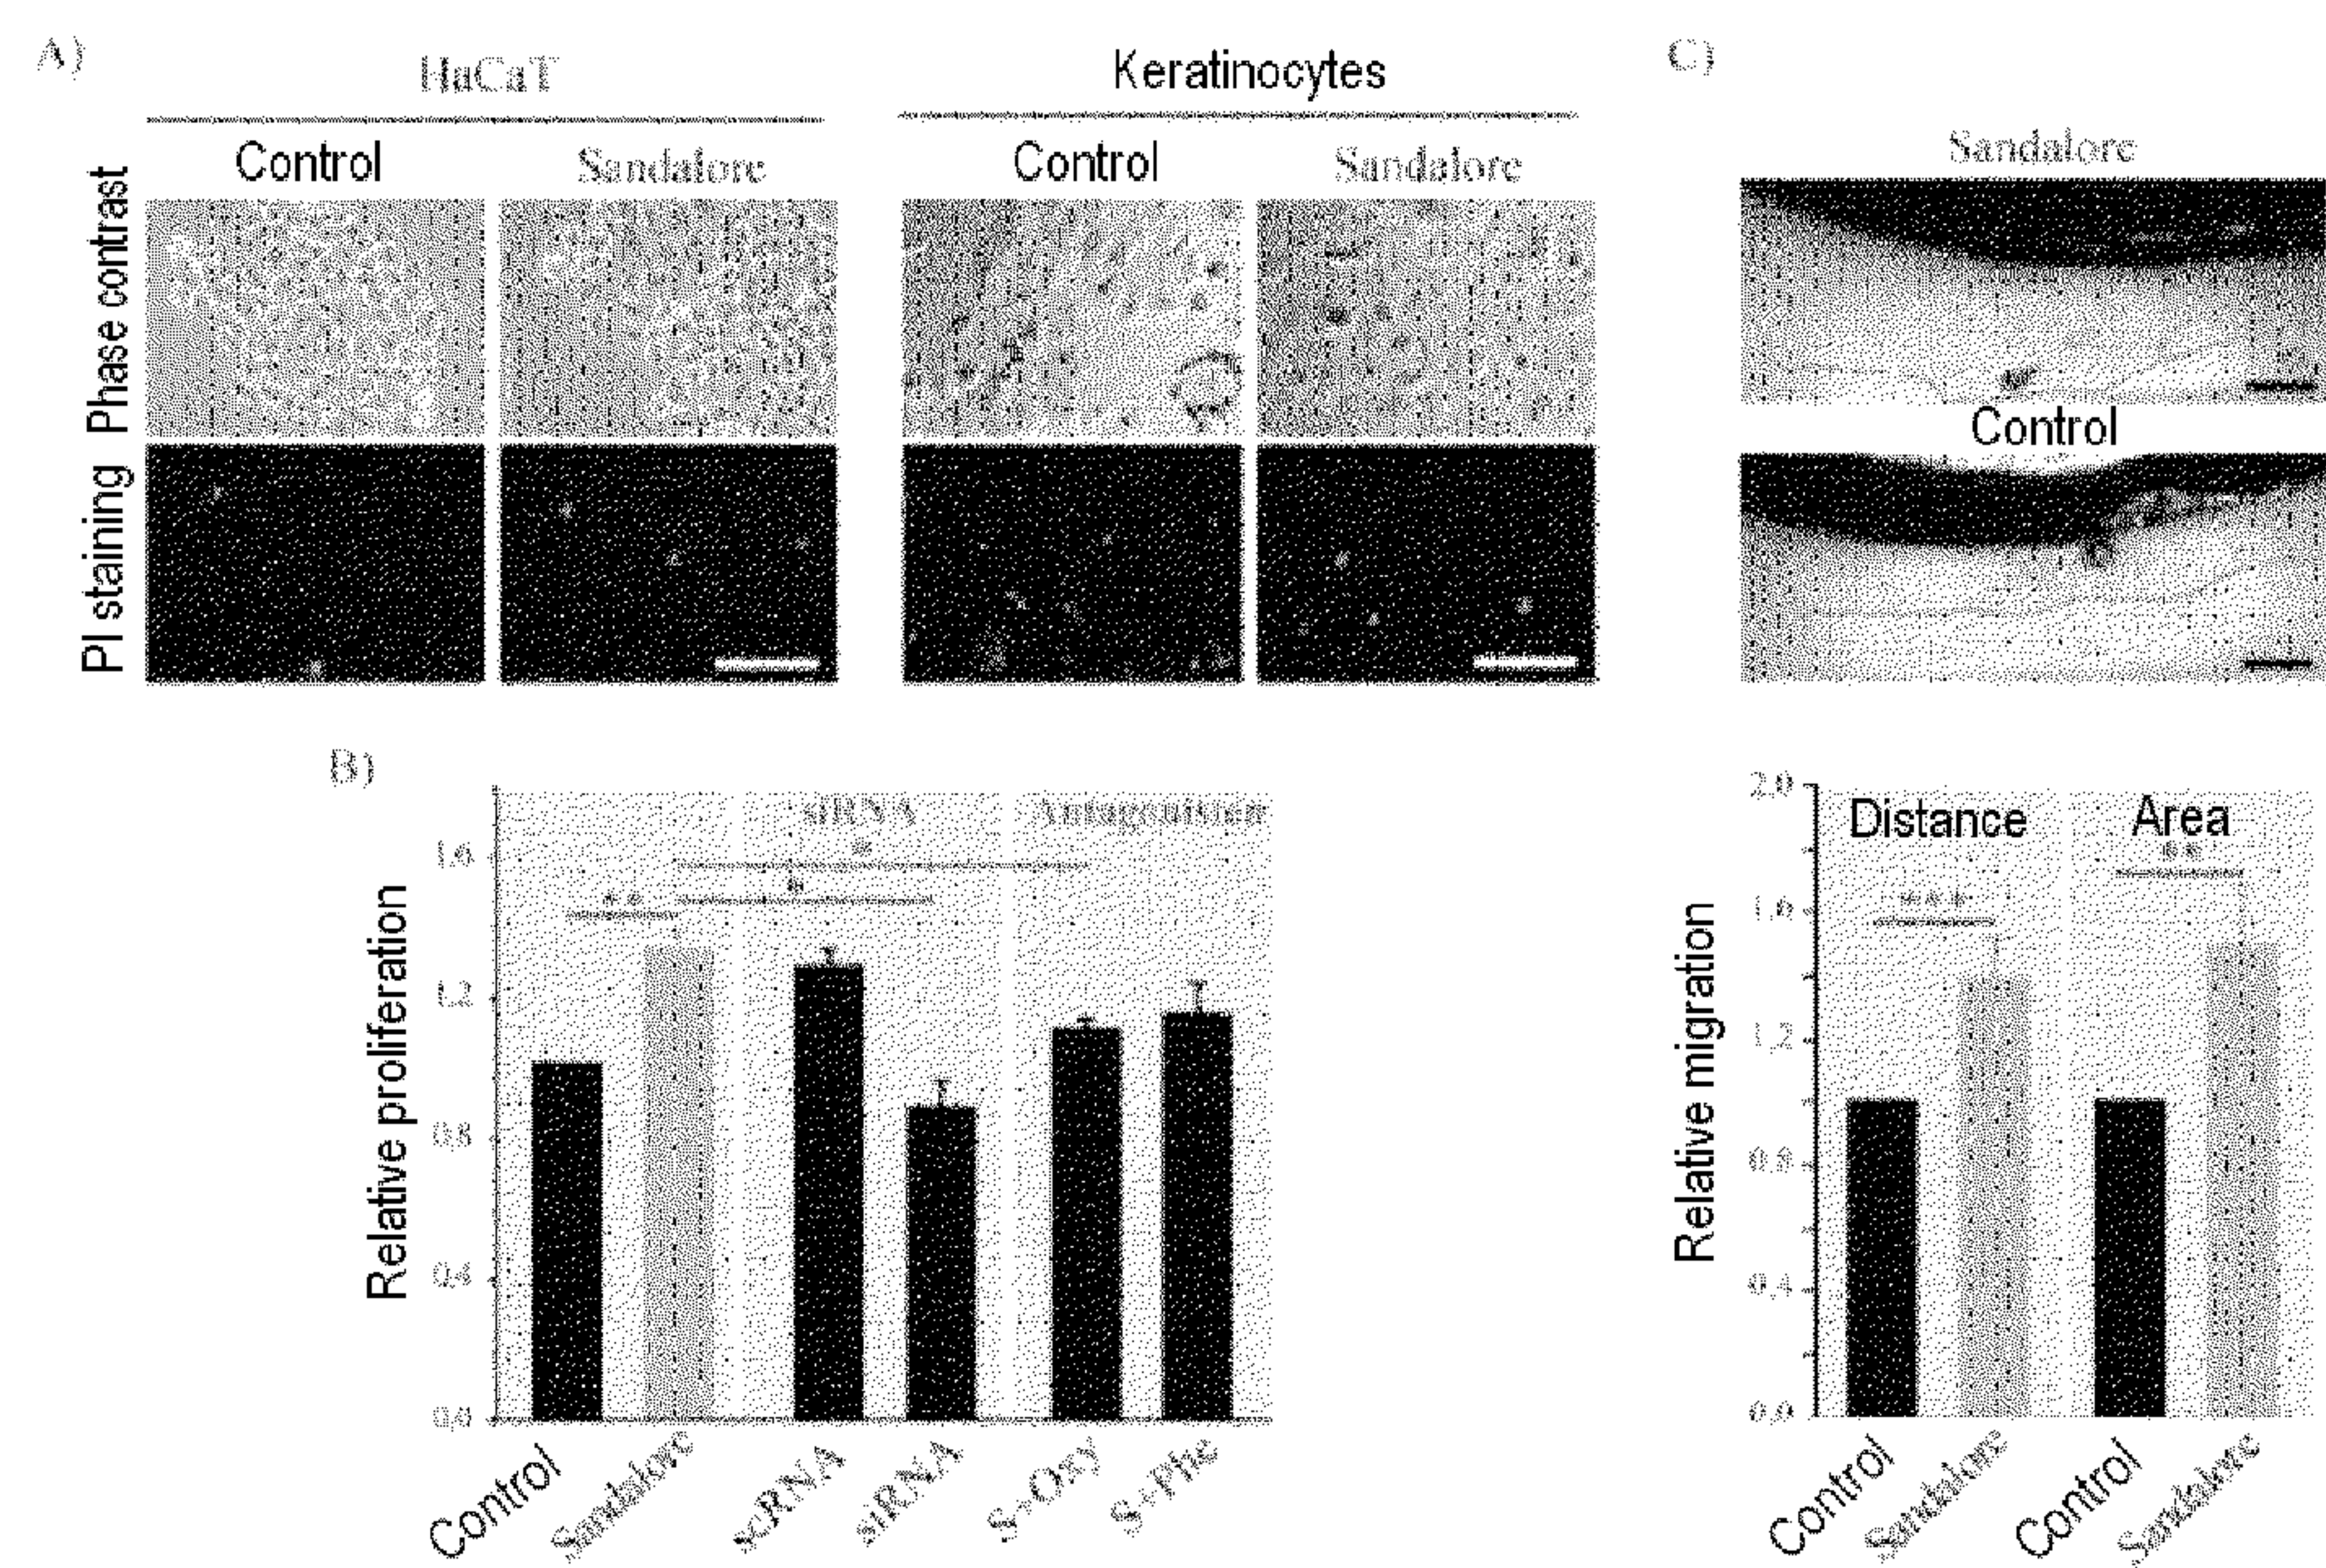 A)
HaCaT
Keratinocytes
Control
Sandalore
Control
Sandalore
Phase contrast
PI staining
C)
Sandalore
Control
B)
siRNA
Antagonisten
**
*
*
Relative proliferation
1.6
1.2
0.8
0.4
0.0
Control
Sandalore
scRNA
siRNA
S+Oxy
S+Phe
Distance
Area
***
**
Relative migration
2.0
1.6
1.2
0.8
0.4
0.0
Control
Sandalore
Control
Sandalore